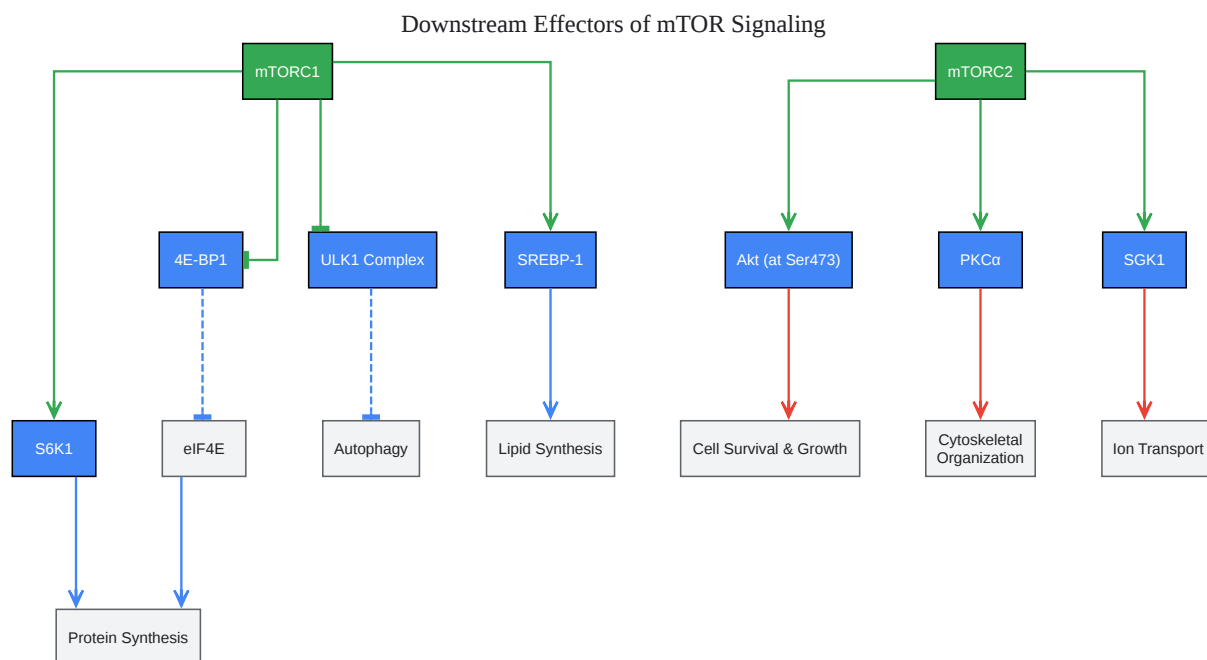 Downstream Effectors of mTOR Signaling
mTORC1
mTORC2
4E-BP1
ULK1 Complex
SREBP-1
Akt (at Ser473)
PKCα
SGK1
S6K1
eIF4E
Autophagy
Lipid Synthesis
Cell Survival & Growth
Cytoskeletal
Organization
Ion Transport
Protein Synthesis